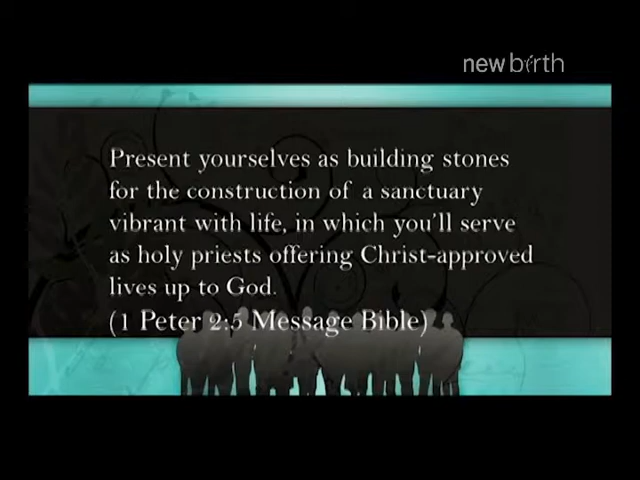 newbirth
Present yourselves as building stones
for the construction of a sanctuary
vibrant with life, in which you'll serve
as holy priests offering Christ-approved
lives up to God.
(1 Peter 2:5 Message Bible)